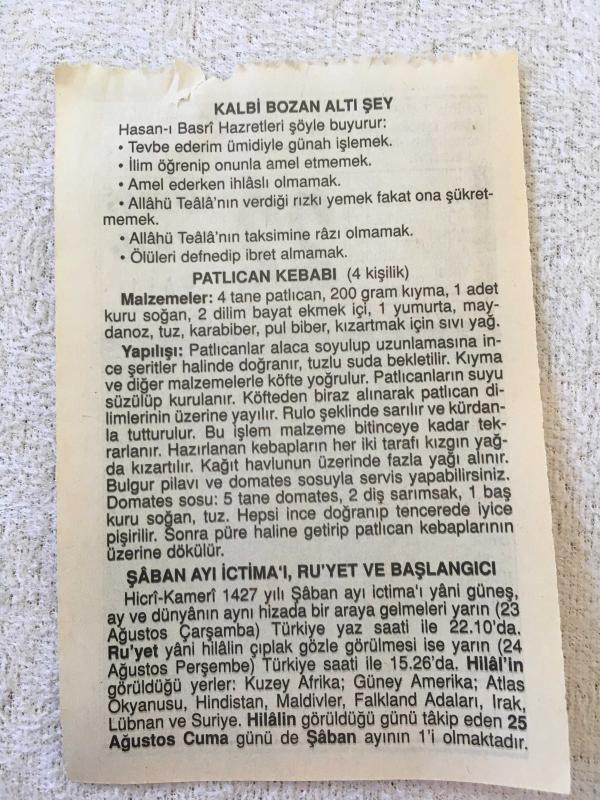 KALBİ BOZAN ALTI ŞEY
Hasan-ı Basrî Hazretleri şöyle buyurur:
• Tevbe ederim ümidiyle günah işlemek.
• İlim öğrenip onunla amel etmemek.
• Amel ederken ihlâslı olmamak.
• Allâhü Teâlâ'nın verdiği rızkı yemek fakat ona şükret-
memek.
• Allâhü Teâlâ'nın taksimine râzı olmamak.
• Ölüleri defnedip ibret almamak.
PATLICAN KEBABI (4 kişilik)
Malzemeler: 4 tane patlıcan, 200 gram kıyma, 1 adet
kuru soğan, 2 dilim bayat ekmek içi, 1 yumurta, may-
danoz, tuz, karabiber, pul biber, kızartmak için sıvı yağ.
Yapılışı: Patlıcanlar alaca soyulup uzunlamasına in-
ce şeritler halinde doğranır, tuzlu suda bekletilir. Kıyma
ve diğer malzemelerle köfte yoğrulur. Patlıcanların suyu
süzülüp kurulanır. Köfteden biraz alınarak patlıcan di-
limlerinin üzerine yayılır. Rulo şeklinde sarılır ve kürdan-
la tutturulur. Bu işlem malzeme bitinceye kadar tek-
rarlanır. Hazırlanan kebapların her iki tarafı kızgın yağ-
da kızartılır. Kağıt havlunun üzerinde fazla yağı alınır.
Bulgur pilavı ve domates sosuyla servis yapabilirsiniz.
Domates sosu: 5 tane domates, 2 diş sarımsak, 1 baş
kuru soğan, tuz. Hepsi ince doğranıp tencerede iyice
pişirilir. Sonra püre haline getirip patlıcan kebaplarının
üzerine dökülür.
ŞÂBAN AYI İCTİMA'I, RU'YET VE BAŞLANGICI
Hicrî-Kamerî 1427 yılı Şâban ayı ictima'ı yâni güneş,
ay ve dünyânın aynı hizada bir araya gelmeleri yarın (23
Ağustos Çarşamba) Türkiye yaz saati ile 22.10'da.
Ru'yet yâni hilâlin çıplak gözle görülmesi ise yarın (24
Ağustos Perşembe) Türkiye saati ile 15.26'da. Hilâl'in
görüldüğü yerler: Kuzey Afrika; Güney Amerika; Atlas
Okyanusu, Hindistan, Maldivler, Falkland Adaları, Irak,
Lübnan ve Suriye. Hilâlin görüldüğü günü tâkip eden 25
Ağustos Cuma günü de Şâban ayının 1'i olmaktadır.